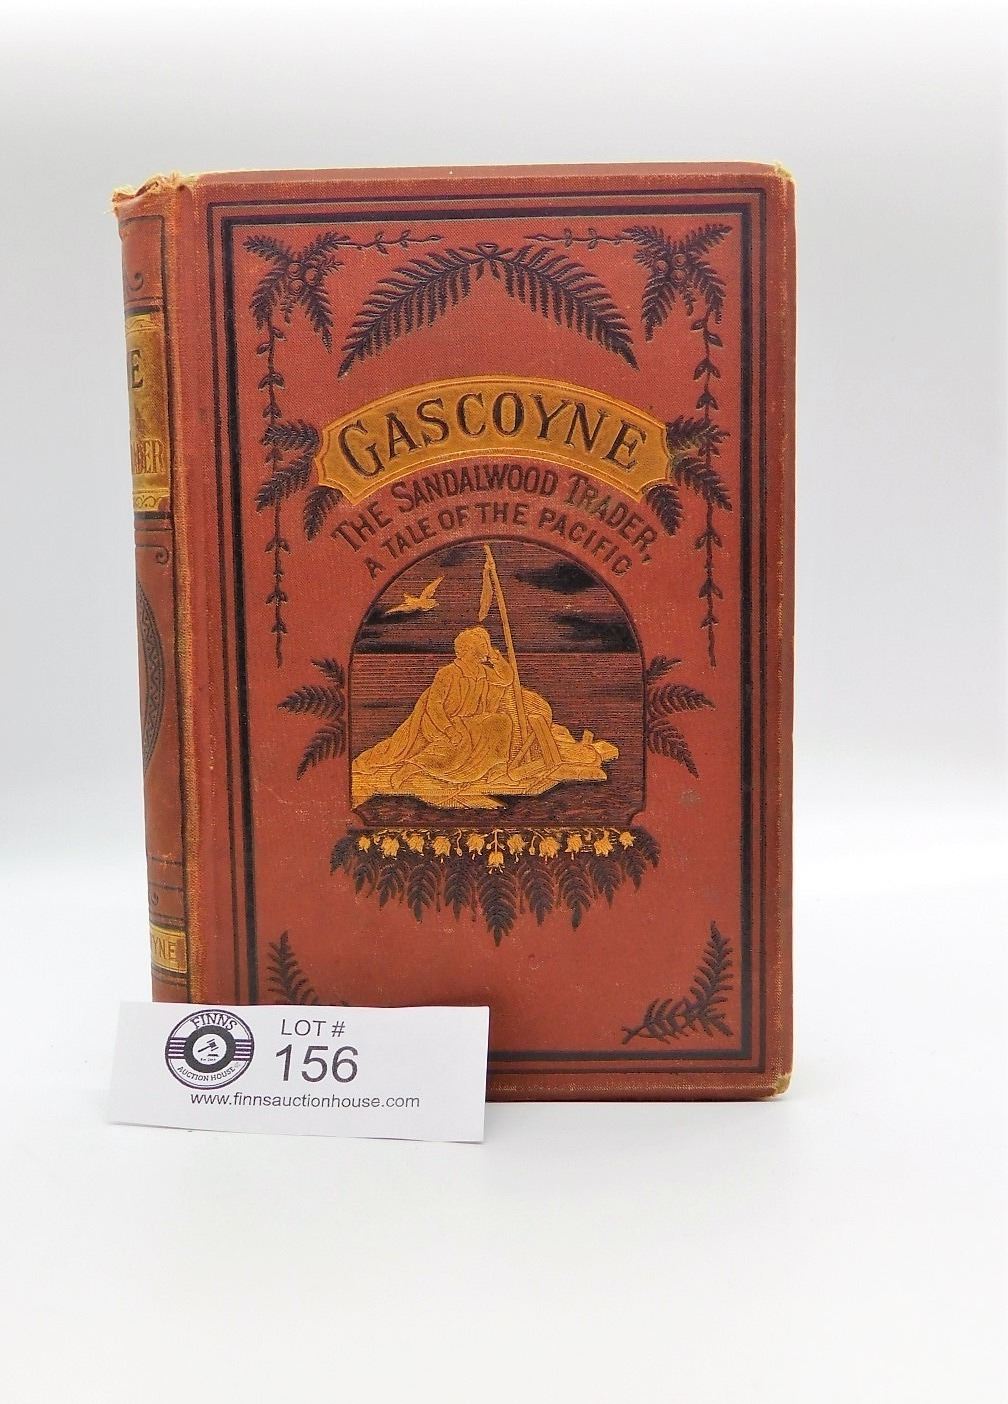 GASCOYNE
THE SANDALWOOD TRADER,
A TALE OF THE PACIFIC
FINNS
AUCTION HOUSE
LOT #
156
www.finnsauctionhouse.com